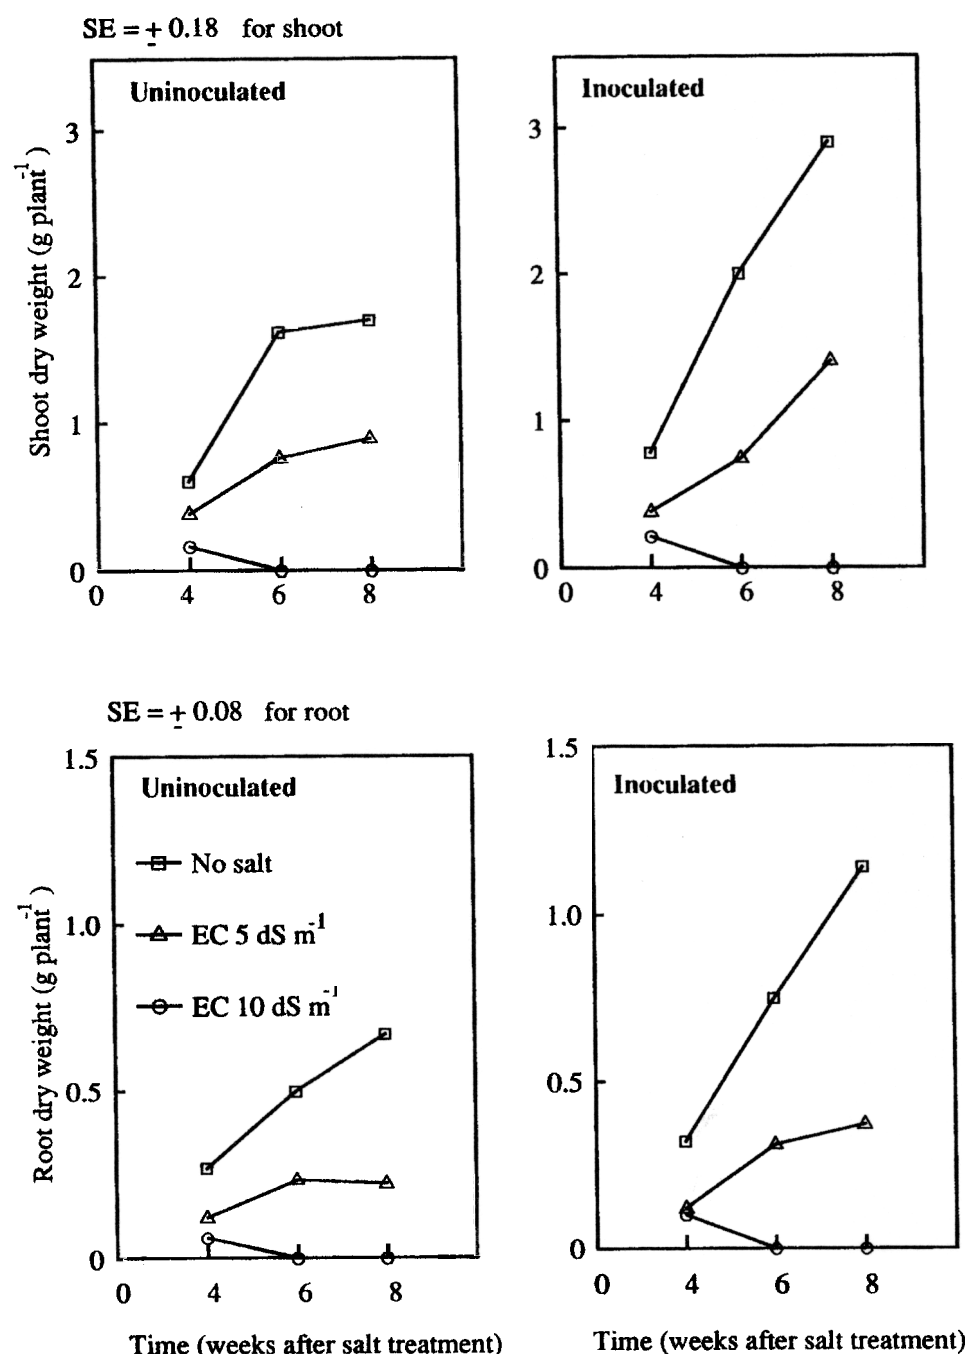 SE = ± 0.18 for shoot
Uninoculated
Inoculated
Shoot dry weight (g plant⁻¹)
3
2
1
0
0 4 6 8
3
2
1
0
0 4 6 8
SE = ± 0.08 for root
Uninoculated
Inoculated
No salt
EC 5 dS m⁻¹
EC 10 dS m⁻¹
Root dry weight (g plant⁻¹)
1.5
1.0
0.5
0
0 4 6 8
1.5
1.0
0.5
0
0 4 6 8
Time (weeks after salt treatment)
Time (weeks after salt treatment)